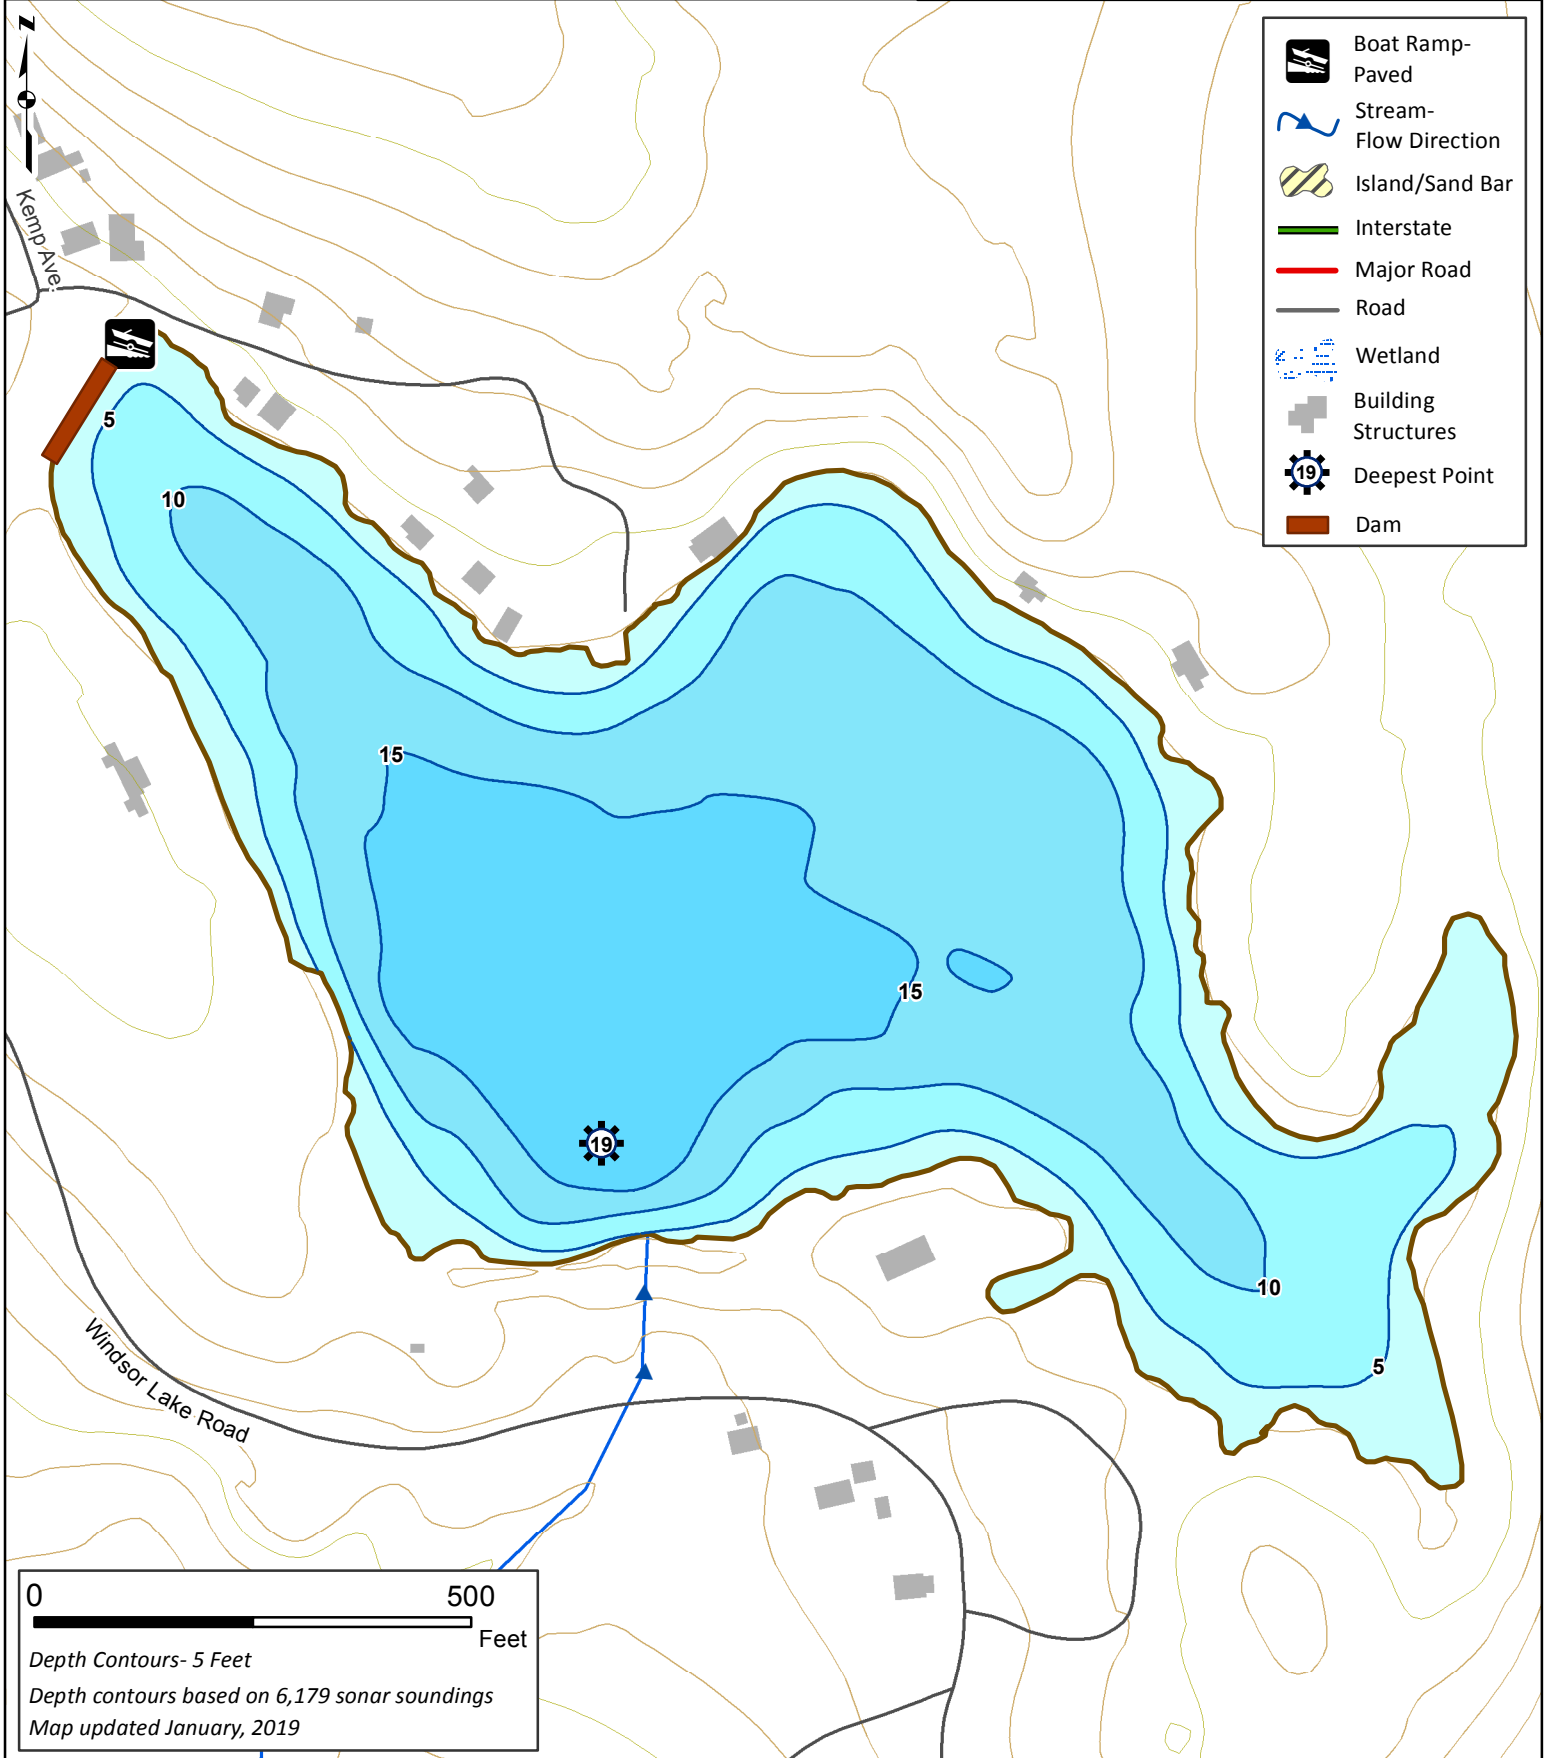 N
Kemp Ave.
Boat Ramp-
Paved
Stream-
Flow Direction
Island/Sand Bar
Interstate
Major Road
Road
Wetland
Building
Structures
19
Deepest Point
Dam
5
10
15
15
19
10
5
Windsor Lake Road
0 500
Feet
Depth Contours- 5 Feet
Depth contours based on 6,179 sonar soundings
Map updated January, 2019